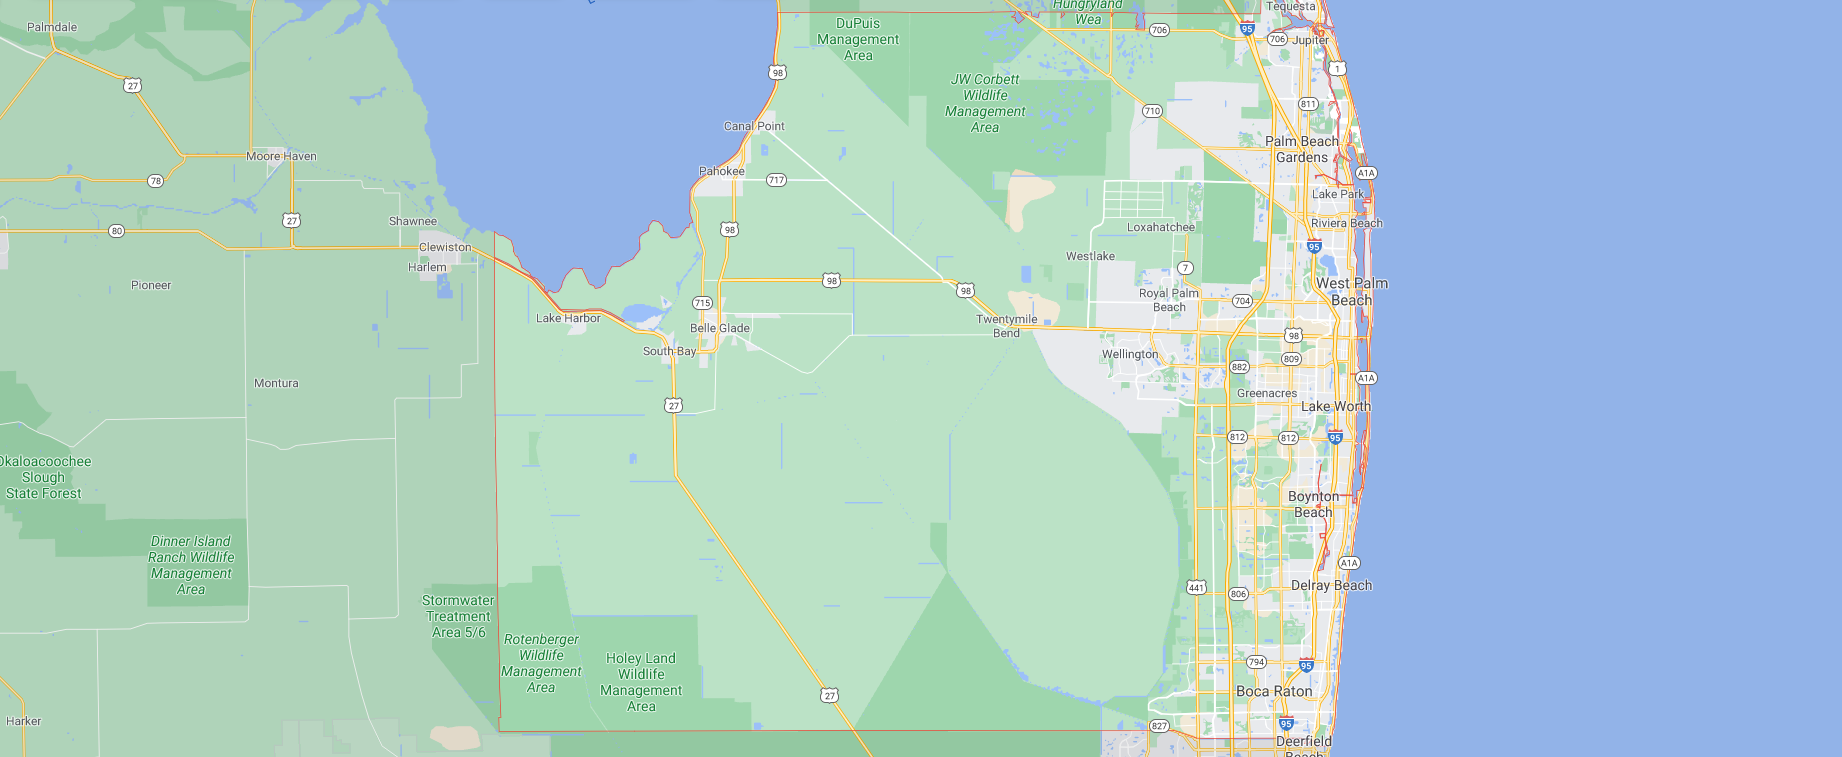 Hungryland
Wea
Tequesta
Palmdale
DuPuis
Management
Area
95
706
706
Jupiter
98
1
27
JW Corbett
Wildlife
Management
Area
811
710
Canal Point
Palm Beach
Gardens
Moore Haven
Pahokee
A1A
78
717
Lake Park
27
Shawnee
Riviera Beach
80
98
Loxahatchee
Clewiston
95
Westlake
Harlem
7
Pioneer
98
98
West Palm
Beach
Royal Palm
Beach
704
715
Lake Harbor
Twentymile
Bend
Belle Glade
98
South Bay
Wellington
809
882
A1A
Montura
Greenacres
27
Lake Worth
812
812
95
Okaloacoochee
Slough
State Forest
Boynton
Beach
Dinner Island
Ranch Wildlife
Management
Area
A1A
Delray Beach
441
806
Stormwater
Treatment
Area 5/6
Rotenberger
Wildlife
Management
Area
Holey Land
Wildlife
Management
Area
794
95
Boca Raton
27
Harker
827
95
Deerfield
Beach